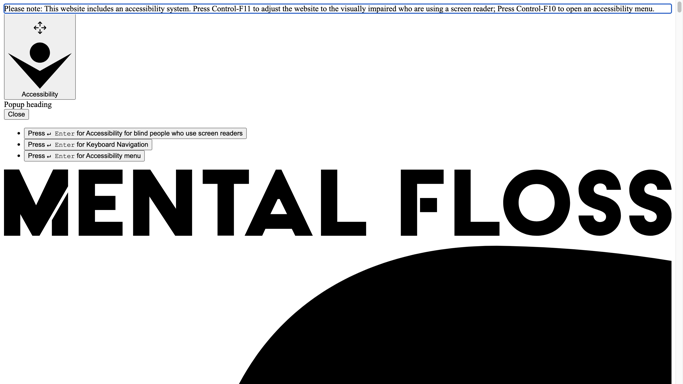 Please note: This website includes an accessibility system. Press Control-F11 to adjust the website to the visually impaired who are using a screen reader; Press Control-F10 to open an accessibility menu.
Accessibility
Popup heading
Close
Press ↵ Enter for Accessibility for blind people who use screen readers
Press ↵ Enter for Keyboard Navigation
Press ↵ Enter for Accessibility menu
MENTAL FLOSS